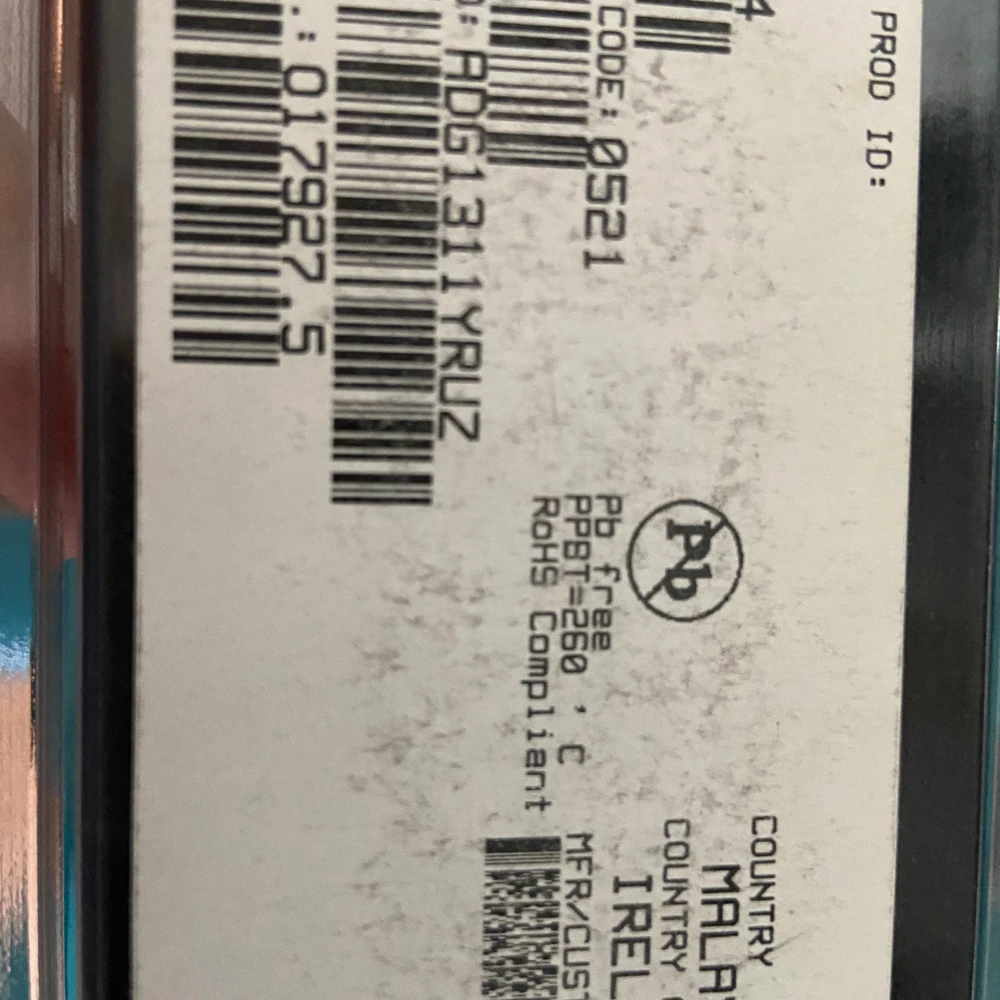 PROD ID:
4
CODE: 0521
: ADG1311YRUZ
.: 017927.5
Pb
Pb free
PPBT=260 ' C
RoHS Compliant
COUNTRY
MALA
COUNTRY
IREL
MFR/CUST